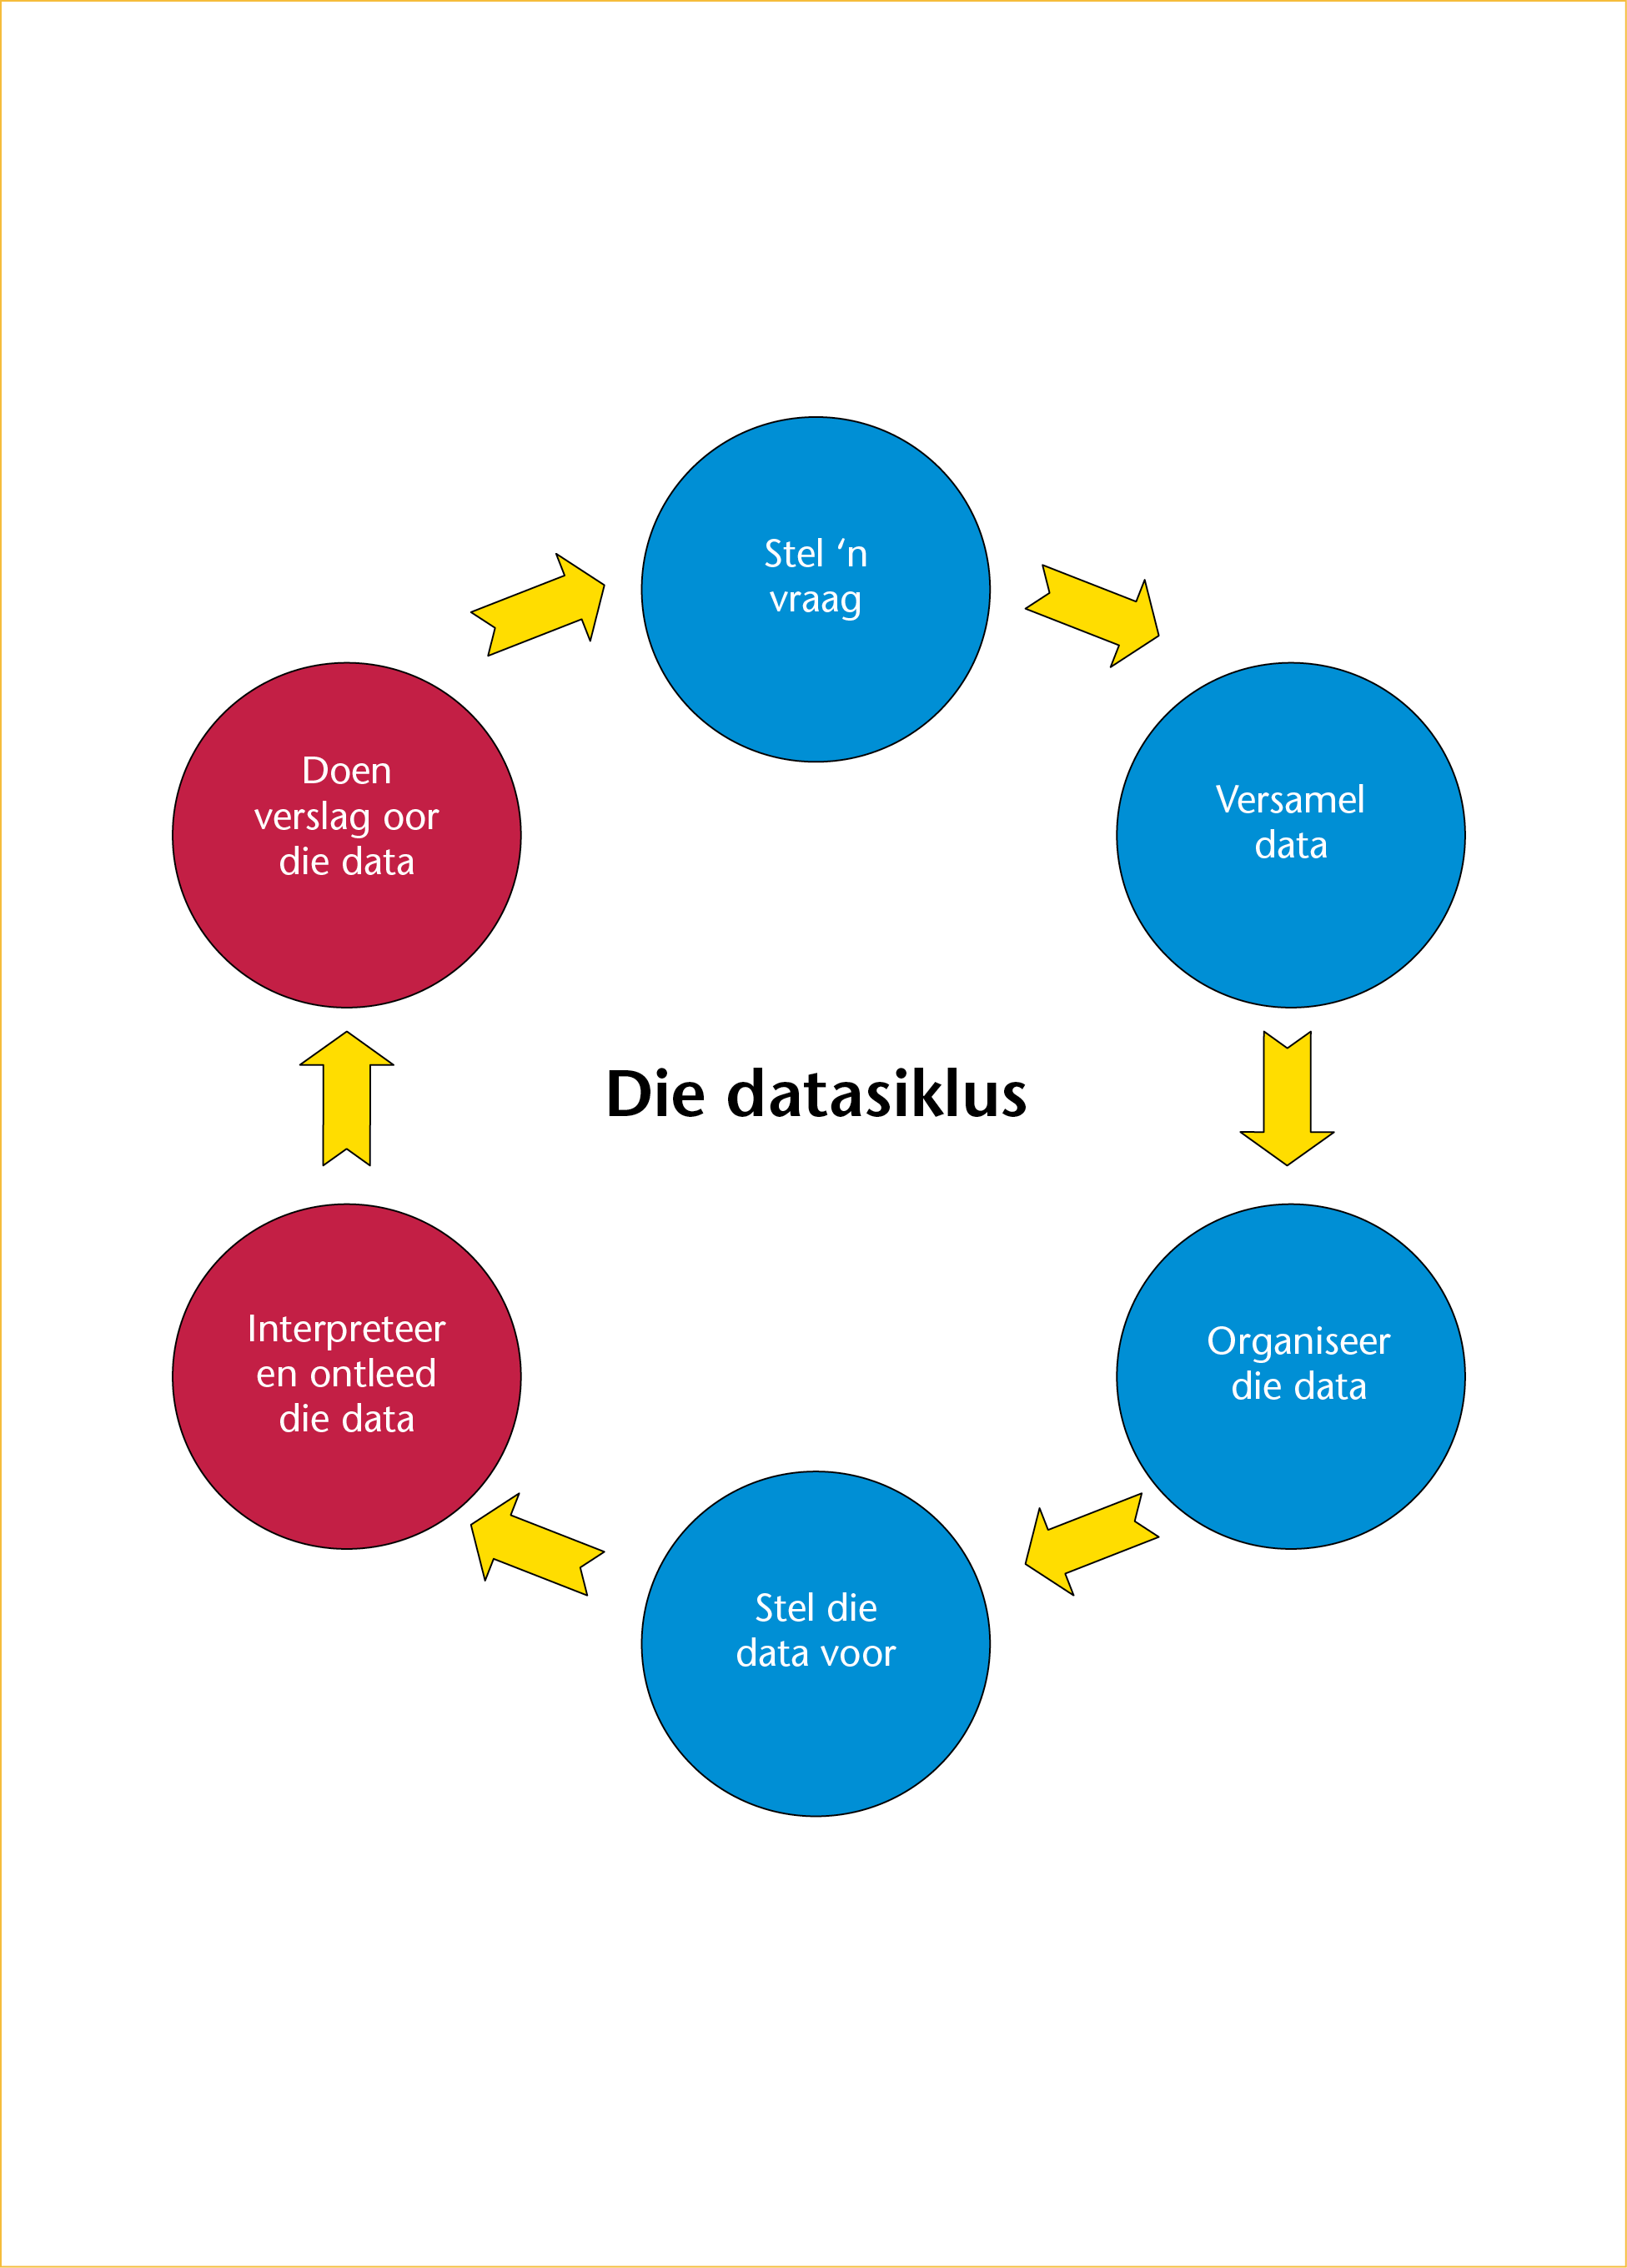 Stel ‘n
vraag
Versamel
data
Organiseer
die data
Stel die
data voor
Interpreteer
en ontleed
die data
Doen
verslag oor
die data
Die datasiklus